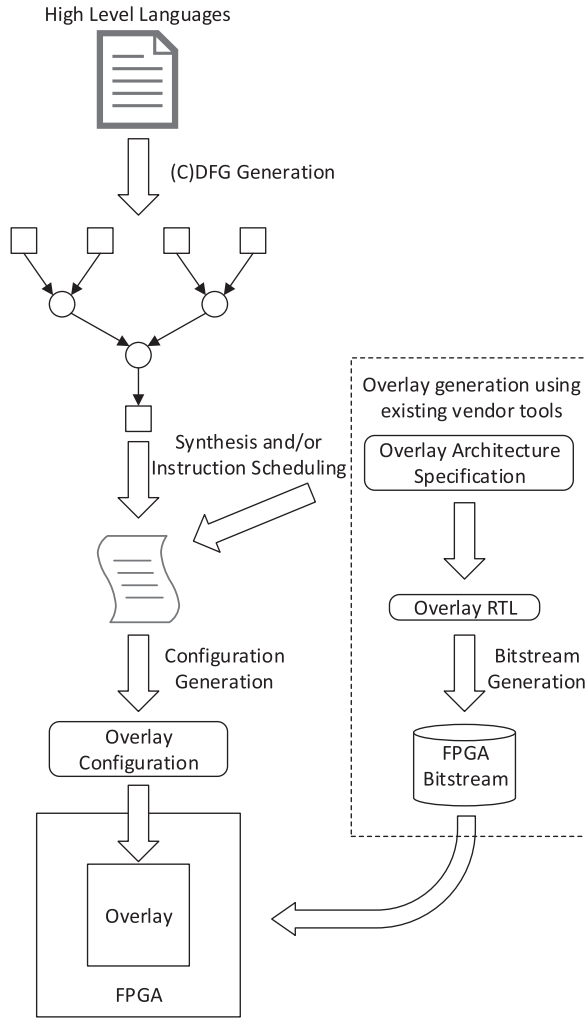 High Level Languages
(C)DFG Generation
Synthesis and/or
Instruction Scheduling
Configuration
Generation
Overlay
Configuration
Overlay
FPGA
Overlay generation using
existing vendor tools
Overlay Architecture
Specification
Overlay RTL
Bitstream
Generation
FPGA
Bitstream